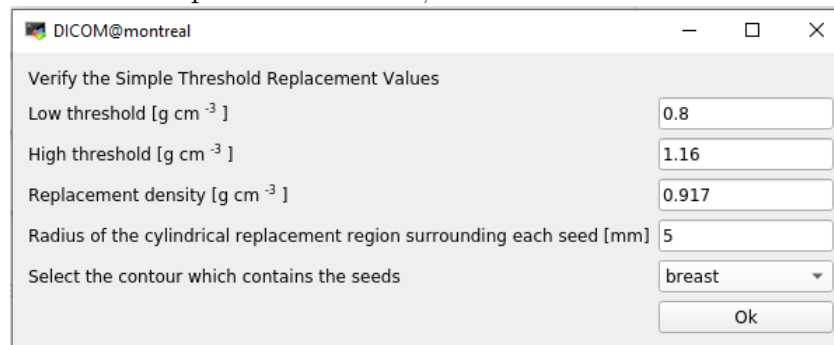 DICOM@montreal
Verify the Simple Threshold Replacement Values
Low threshold [g cm -3 ] 0.8
High threshold [g cm -3 ] 1.16
Replacement density [g cm -3 ] 0.917
Radius of the cylindrical replacement region surrounding each seed [mm] 5
Select the contour which contains the seeds breast
Ok